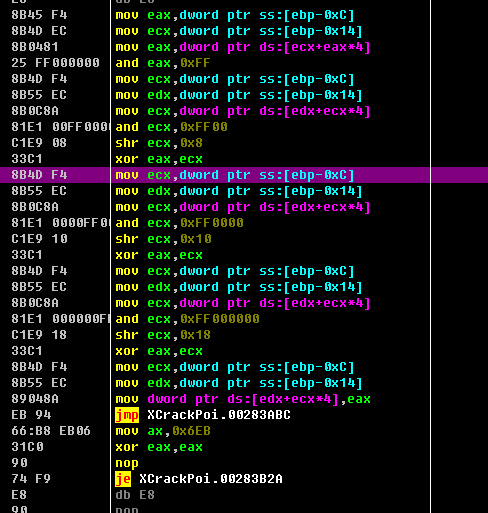 8B45 F4 mov eax,dword ptr ss:[ebp-0xC]
8B4D EC mov ecx,dword ptr ss:[ebp-0x14]
8B0481 mov eax,dword ptr ds:[ecx+eax*4]
25 FF000000 and eax,0xFF
8B4D F4 mov ecx,dword ptr ss:[ebp-0xC]
8B55 EC mov edx,dword ptr ss:[ebp-0x14]
8B0C8A mov ecx,dword ptr ds:[edx+ecx*4]
81E1 00FF000 and ecx,0xFF00
C1E9 08 shr ecx,0x8
33C1 xor eax,ecx
8B4D F4 mov ecx,dword ptr ss:[ebp-0xC]
8B55 EC mov edx,dword ptr ss:[ebp-0x14]
8B0C8A mov ecx,dword ptr ds:[edx+ecx*4]
81E1 0000FF0 and ecx,0xFF0000
C1E9 10 shr ecx,0x10
33C1 xor eax,ecx
8B4D F4 mov ecx,dword ptr ss:[ebp-0xC]
8B55 EC mov edx,dword ptr ss:[ebp-0x14]
8B0C8A mov ecx,dword ptr ds:[edx+ecx*4]
81E1 000000F and ecx,0xFF000000
C1E9 18 shr ecx,0x18
33C1 xor eax,ecx
8B4D F4 mov ecx,dword ptr ss:[ebp-0xC]
8B55 EC mov edx,dword ptr ss:[ebp-0x14]
89048A mov dword ptr ds:[edx+ecx*4],eax
EB 94 jmp XCrackPoi.00283ABC
66:B8 EB06 mov ax,0x6EB
31C0 xor eax,eax
90 nop
74 F9 je XCrackPoi.00283B2A
E8 db E8
90 nop